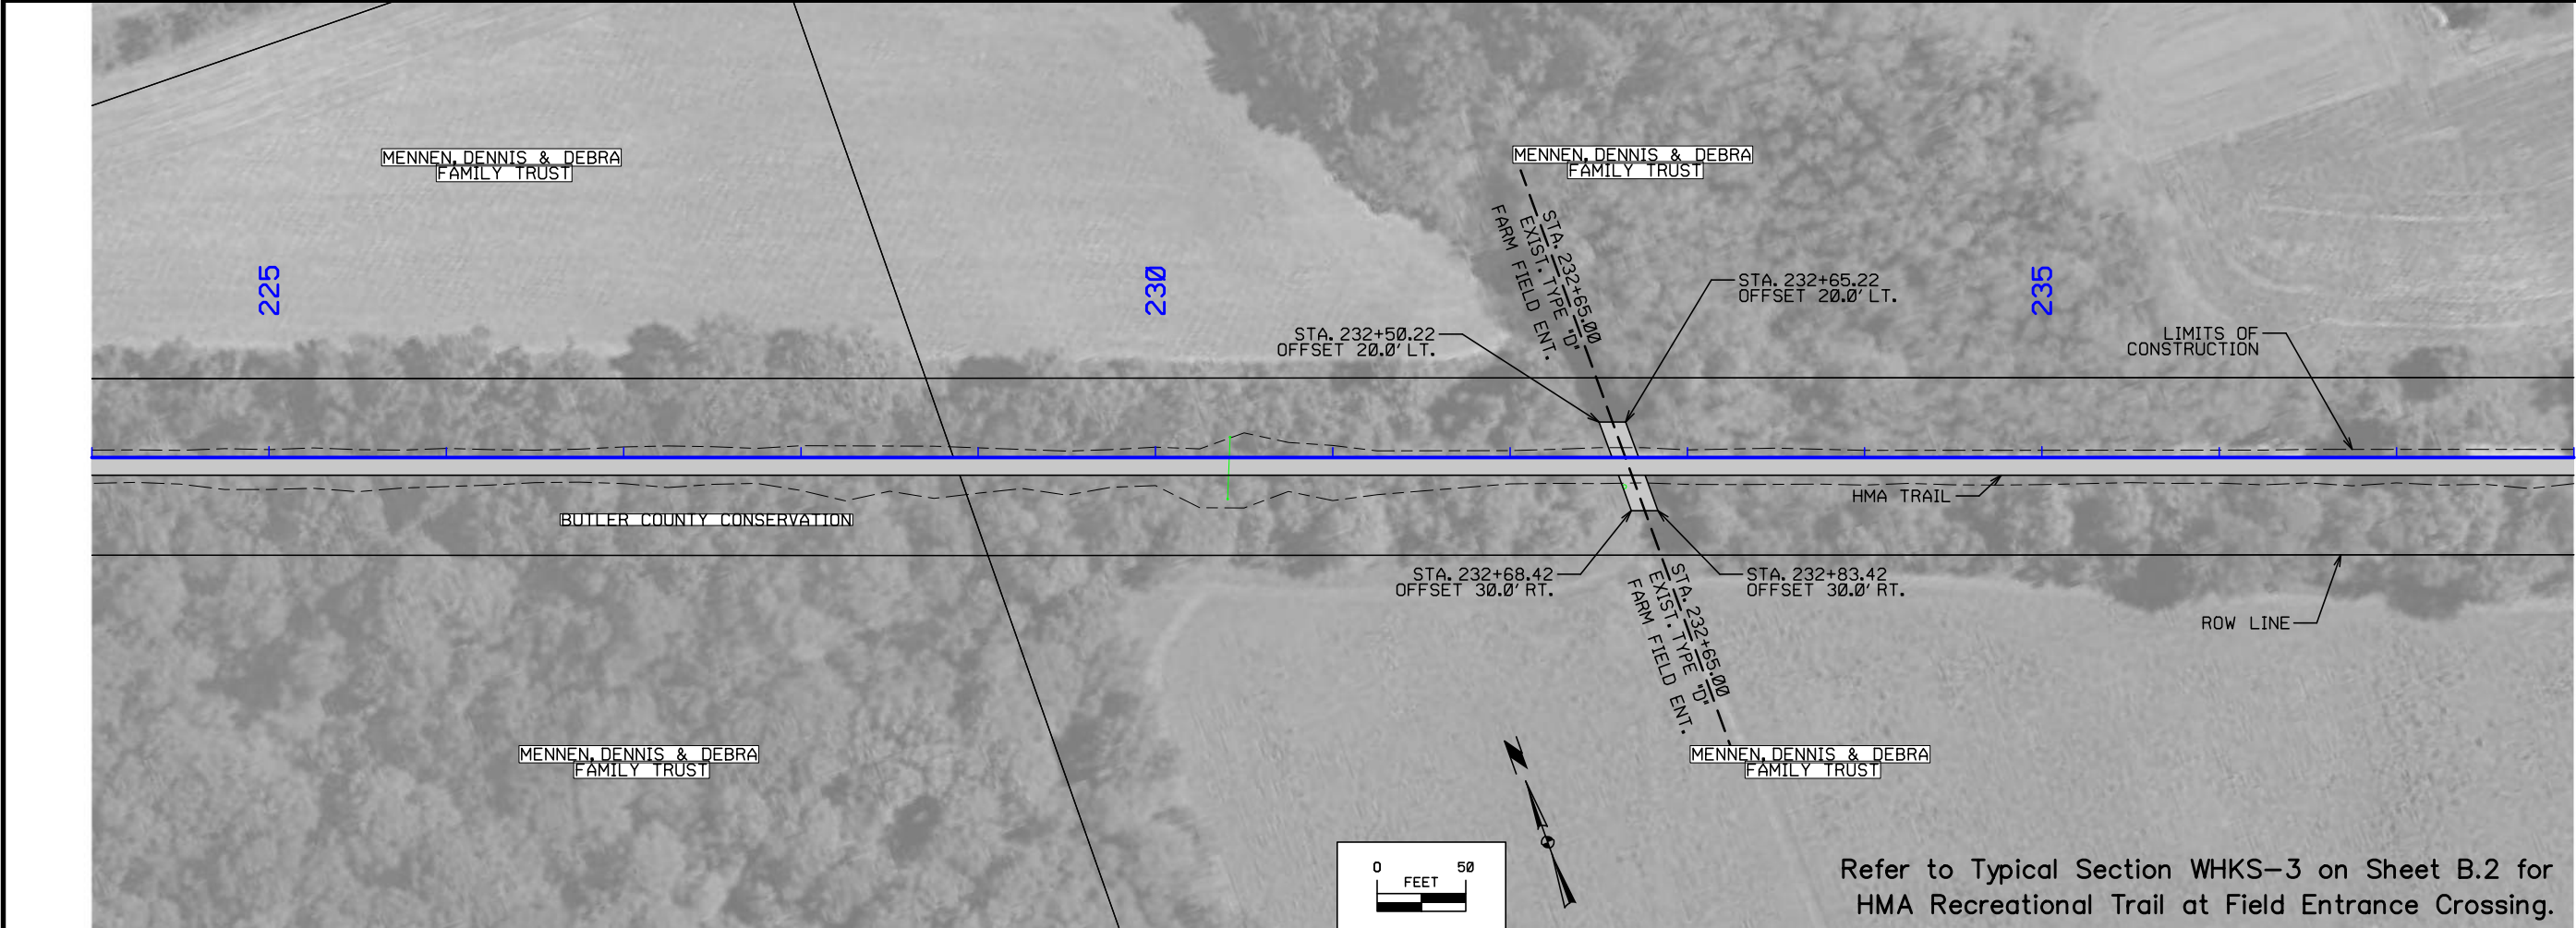 MENNEN, DENNIS & DEBRA
FAMILY TRUST
MENNEN, DENNIS & DEBRA
FAMILY TRUST
STA. 232+65.00
EXIST. TYPE "D"
FARM FIELD ENT.
225
230
235
STA. 232+65.22
OFFSET 20.0' LT.
STA. 232+50.22
OFFSET 20.0' LT.
LIMITS OF
CONSTRUCTION
HMA TRAIL
BUTLER COUNTY CONSERVATION
STA. 232+68.42
OFFSET 30.0' RT.
STA. 232+83.42
OFFSET 30.0' RT.
STA. 232+65.00
EXIST. TYPE "D"
FARM FIELD ENT.
ROW LINE
MENNEN, DENNIS & DEBRA
FAMILY TRUST
MENNEN, DENNIS & DEBRA
FAMILY TRUST
0 50
FEET
Refer to Typical Section WHKS-3 on Sheet B.2 for
HMA Recreational Trail at Field Entrance Crossing.